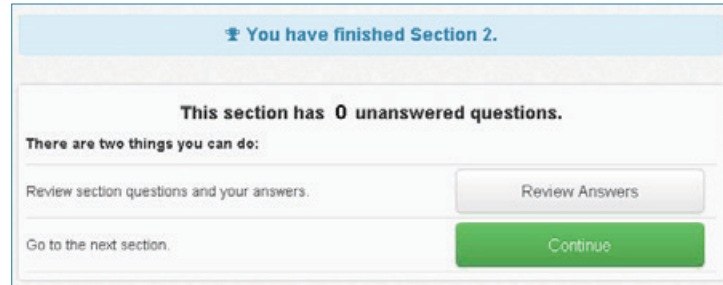 You have finished Section 2.
This section has 0 unanswered questions.
There are two things you can do:
Review section questions and your answers.
Review Answers
Go to the next section.
Continue